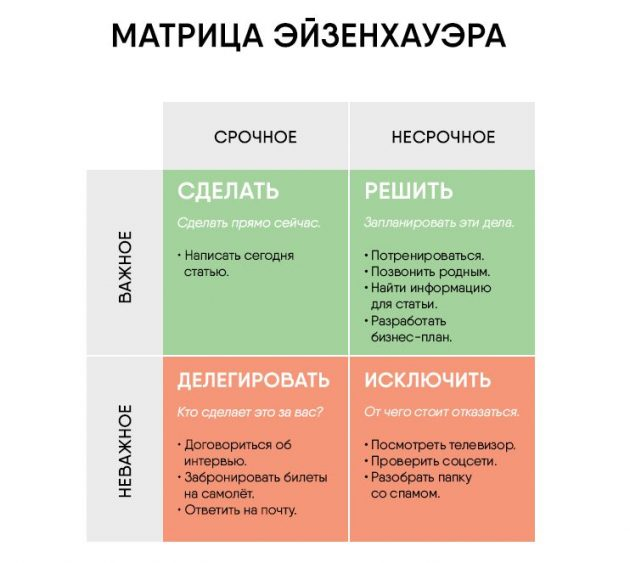 МАТРИЦА ЭЙЗЕНХАУЭРА
СРОЧНОЕ
НЕСРОЧНОЕ
ВАЖНОЕ
СДЕЛАТЬ
Сделать прямо сейчас.
• Написать сегодня
статью.
РЕШИТЬ
Запланировать эти дела.
• Потренироваться.
• Позвонить родным.
• Найти информацию
для статьи.
• Разработать
бизнес-план.
НЕВАЖНОЕ
ДЕЛЕГИРОВАТЬ
Кто сделает это за вас?
• Договориться об
интервью.
• Забронировать билеты
на самолёт.
• Ответить на почту.
ИСКЛЮЧИТЬ
От чего стоит отказаться.
• Посмотреть телевизор.
• Проверить соцсети.
• Разобрать папку
со спамом.